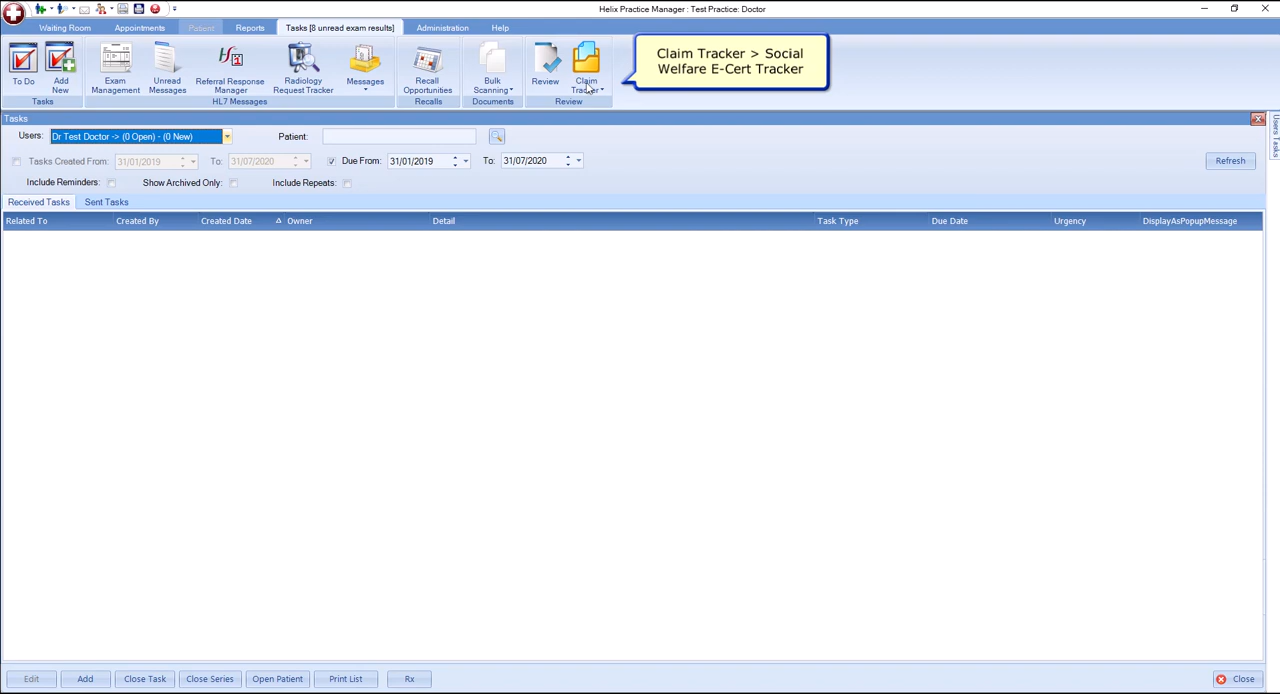 Helix Practice Manager : Test Practice: Doctor
Waiting Room Appointments Patient Reports Tasks [8 unread exam results] Administration Help
To Do
Add New
Tasks
Exam Management
Unread Messages
Referral Response Manager
Radiology Request Tracker
Messages
HL7 Messages
Recall Opportunities
Recalls
Bulk Scanning
Documents
Review
Claim Tracker
Review
Claim Tracker > Social
Welfare E-Cert Tracker
Tasks
Users Tasks
Users: Dr Test Doctor -> (0 Open) - (0 New) Patient:
Tasks Created From: 31/01/2019 To: 31/07/2020 Due From: 31/01/2019 To: 31/07/2020 Refresh
Include Reminders: Show Archived Only: Include Repeats:
Received Tasks Sent Tasks
Related To Created By Created Date Owner Detail Task Type Due Date Urgency DisplayAsPopupMessage
Edit Add Close Task Close Series Open Patient Print List Rx Close